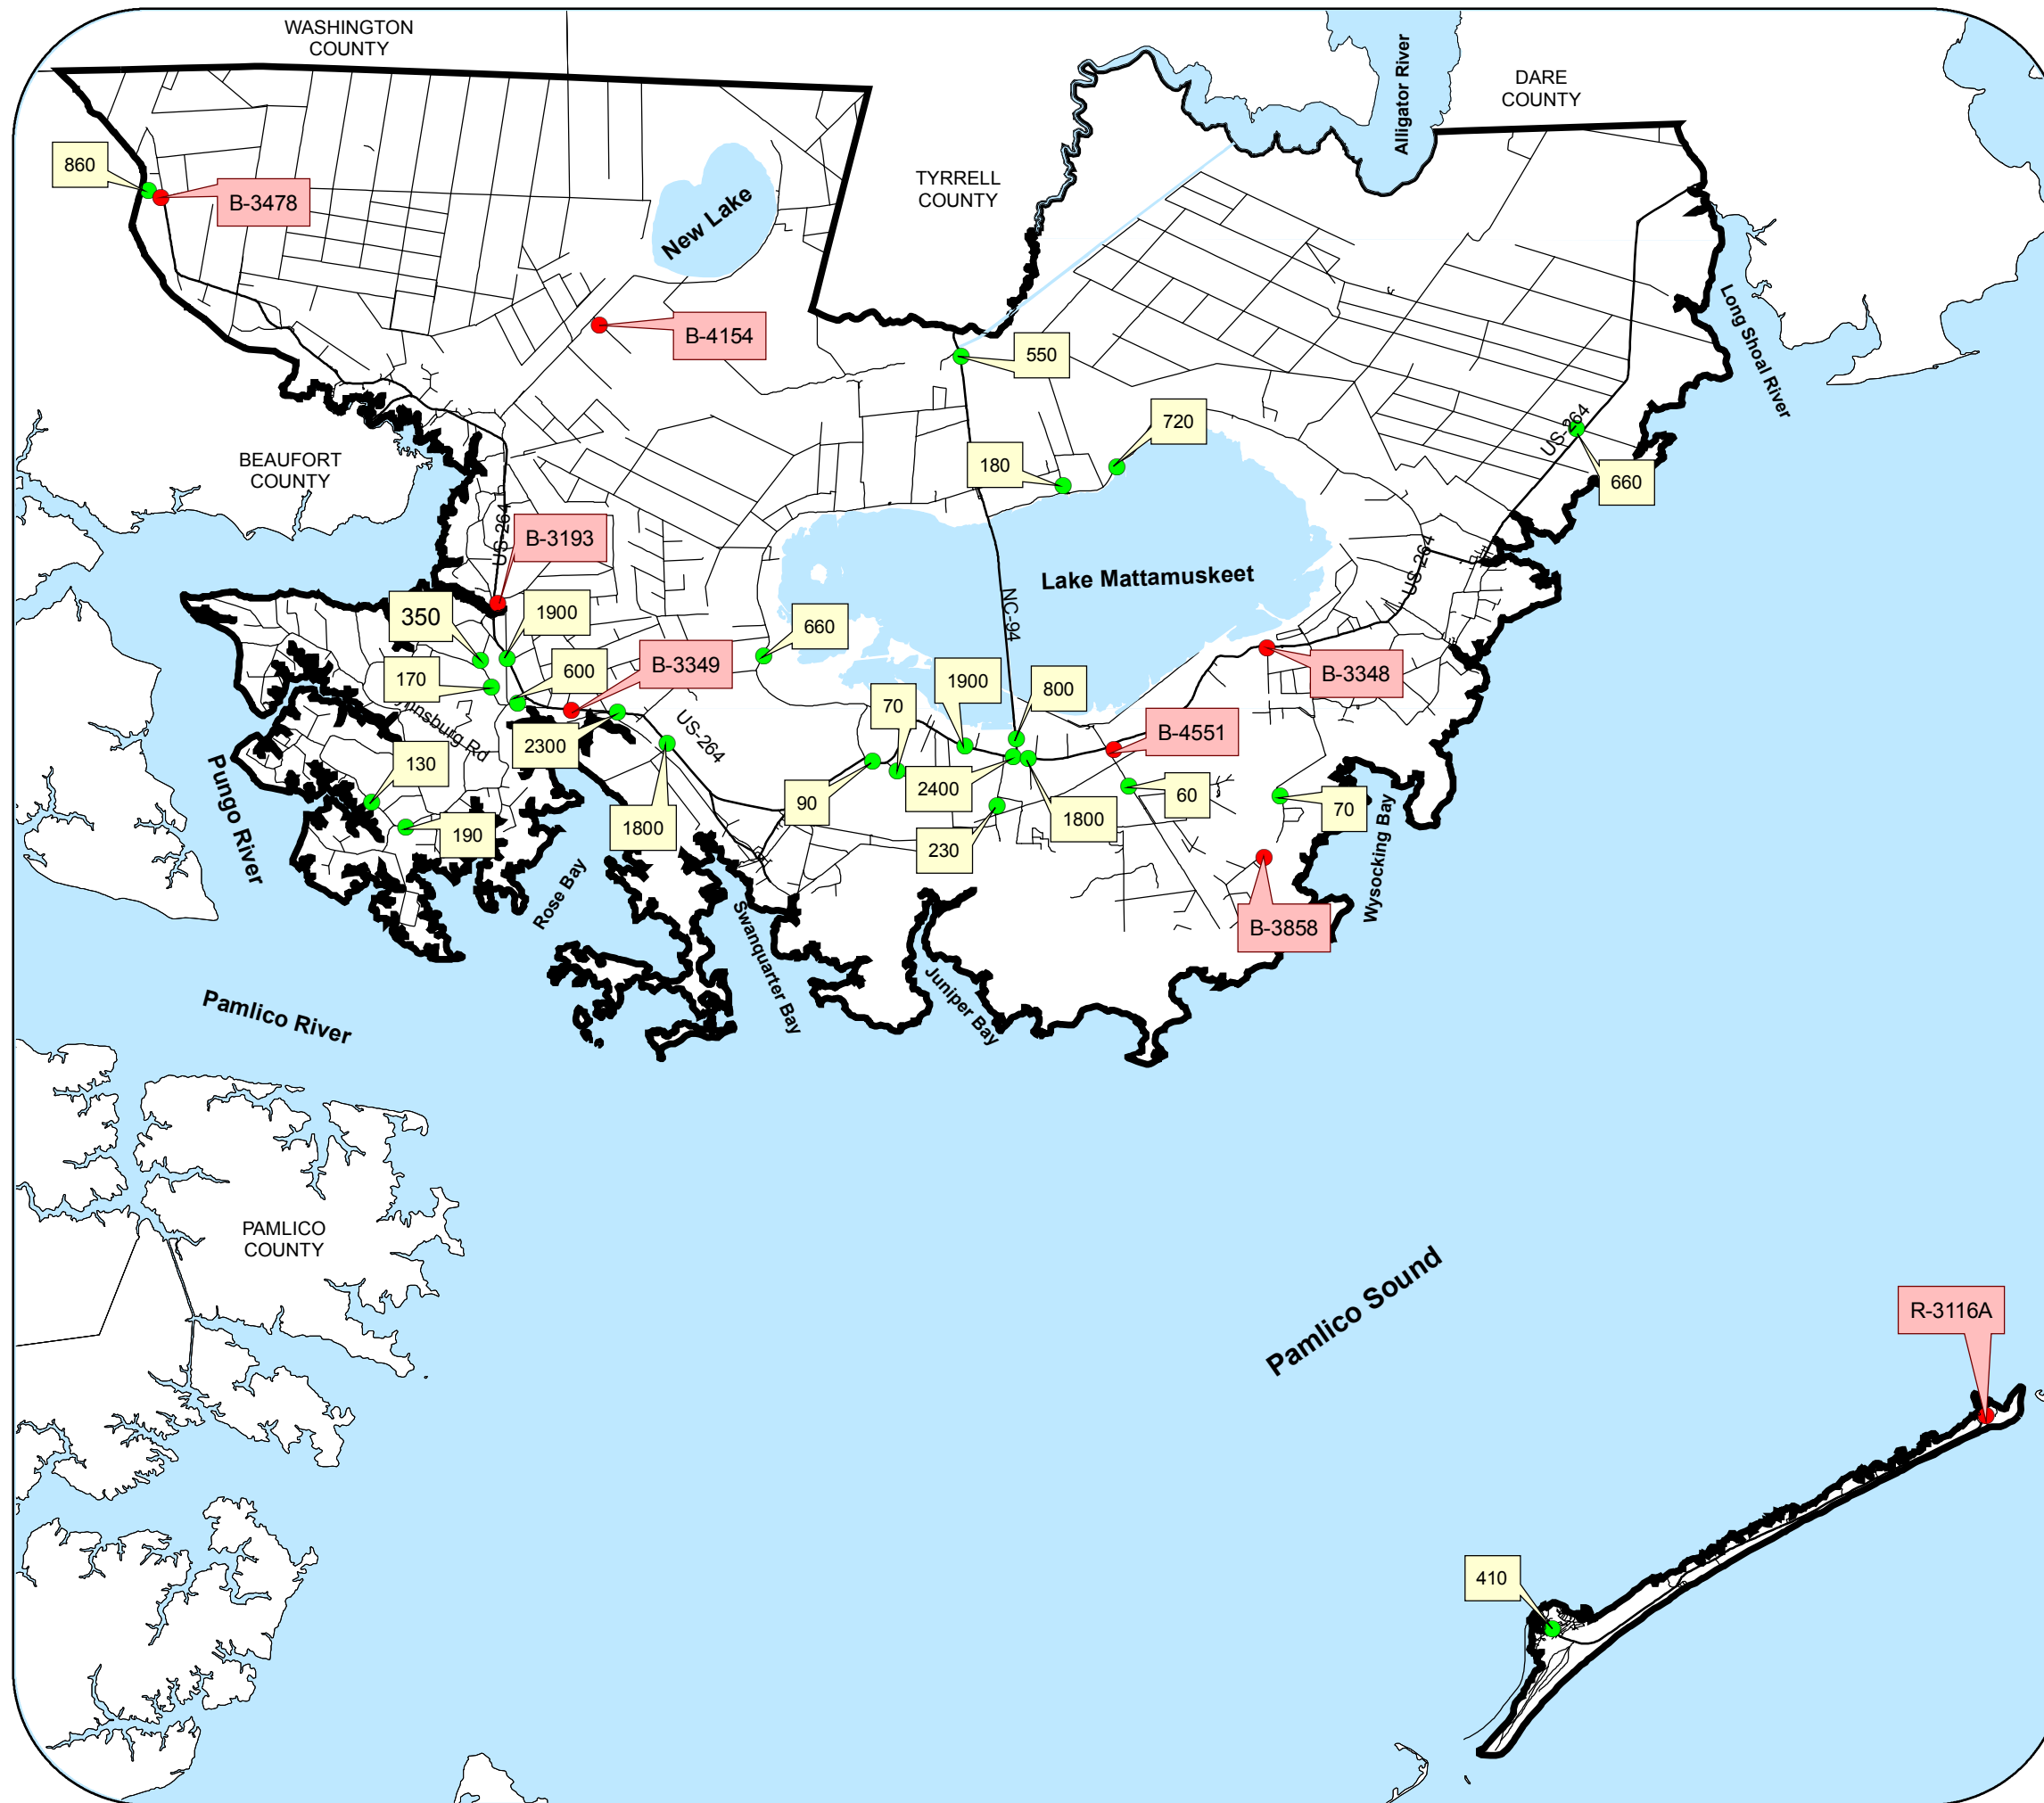 WASHINGTON
COUNTY
Alligator River
DARE
COUNTY
860
B-3478
TYRRELL
COUNTY
New Lake
B-4154
550
Long Shoal River
720
180
US-264
660
BEAUFORT
COUNTY
US-264
B-3193
US-264
Lake Mattamuskeet
NC-94
350
1900
660
170
600
B-3349
B-3348
1900
800
70
US-264
2300
B-4551
nnsburg Rd
130
Pungo River
90
2400
60
70
190
1800
1800
230
Wysocking Bay
Rose Bay
Swanquarter Bay
B-3858
Juniper Bay
Pamlico River
PAMLICO
COUNTY
Pamlico Sound
R-3116A
410